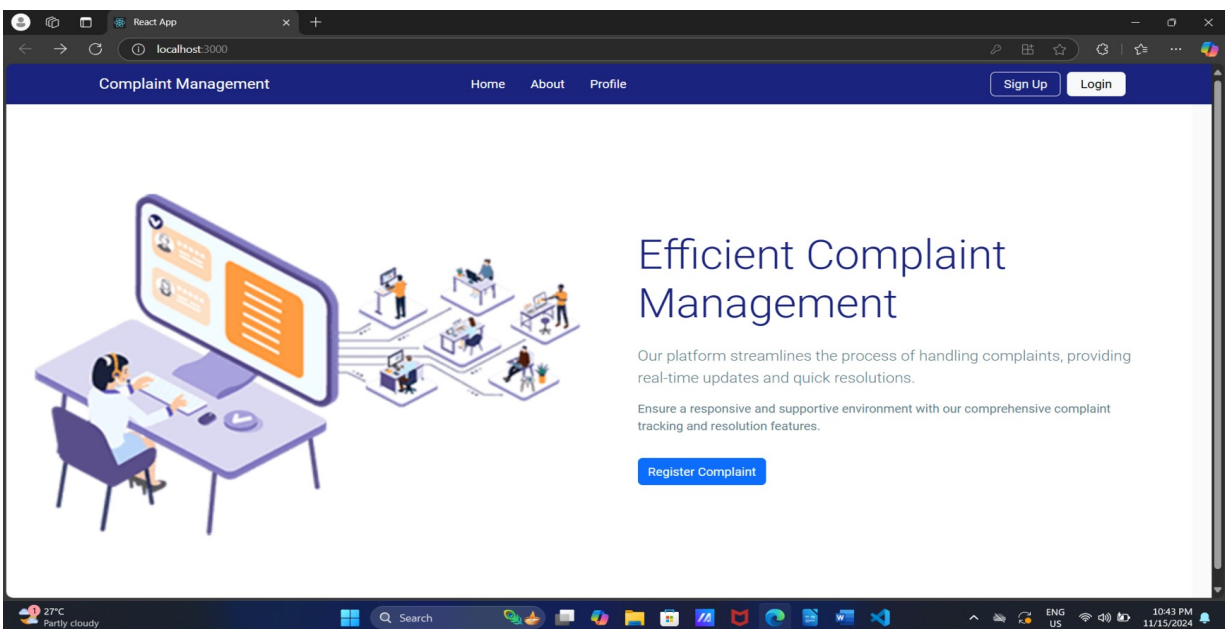 React App
localhost:3000
Complaint Management
Home About Profile
Sign Up Login
Efficient Complaint
Management
Our platform streamlines the process of handling complaints, providing
real-time updates and quick resolutions.
Ensure a responsive and supportive environment with our comprehensive complaint
tracking and resolution features.
Register Complaint
1
27°C
Partly cloudy
Search
ENG
US
10:43 PM
11/15/2024